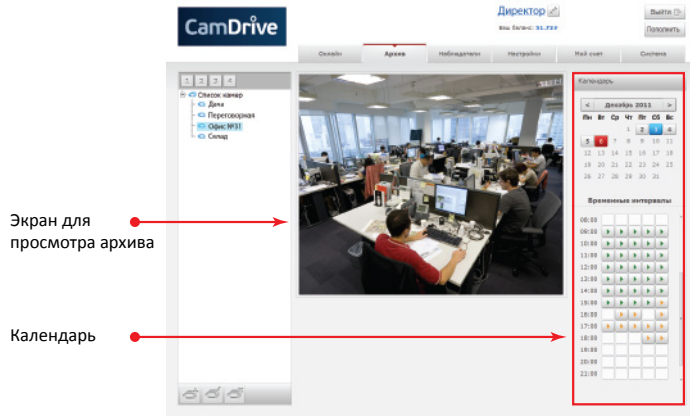 CamDrive
Директор
Ваш баланс: 51.72У
Выйти
Пополнить
Онлайн
Архив
Наблюдатели
Настройки
Мой счет
Система
1 2 3 4
Список камер
Дача
Переговорная
Офис №31
Склад
Календарь
< Декабрь 2011 >
Пн Вт Ср Чт Пт Сб Вс
1 2 3 4
5 6 7 8 9 10 11
12 13 14 15 16 17 18
19 20 21 22 23 24 25
26 27 28 29 30 31
Временные интервалы
08:00
09:00
10:00
11:00
12:00
13:00
14:00
15:00
16:00
17:00
18:00
19:00
20:00
21:00
Экран для
просмотра архива
Календарь